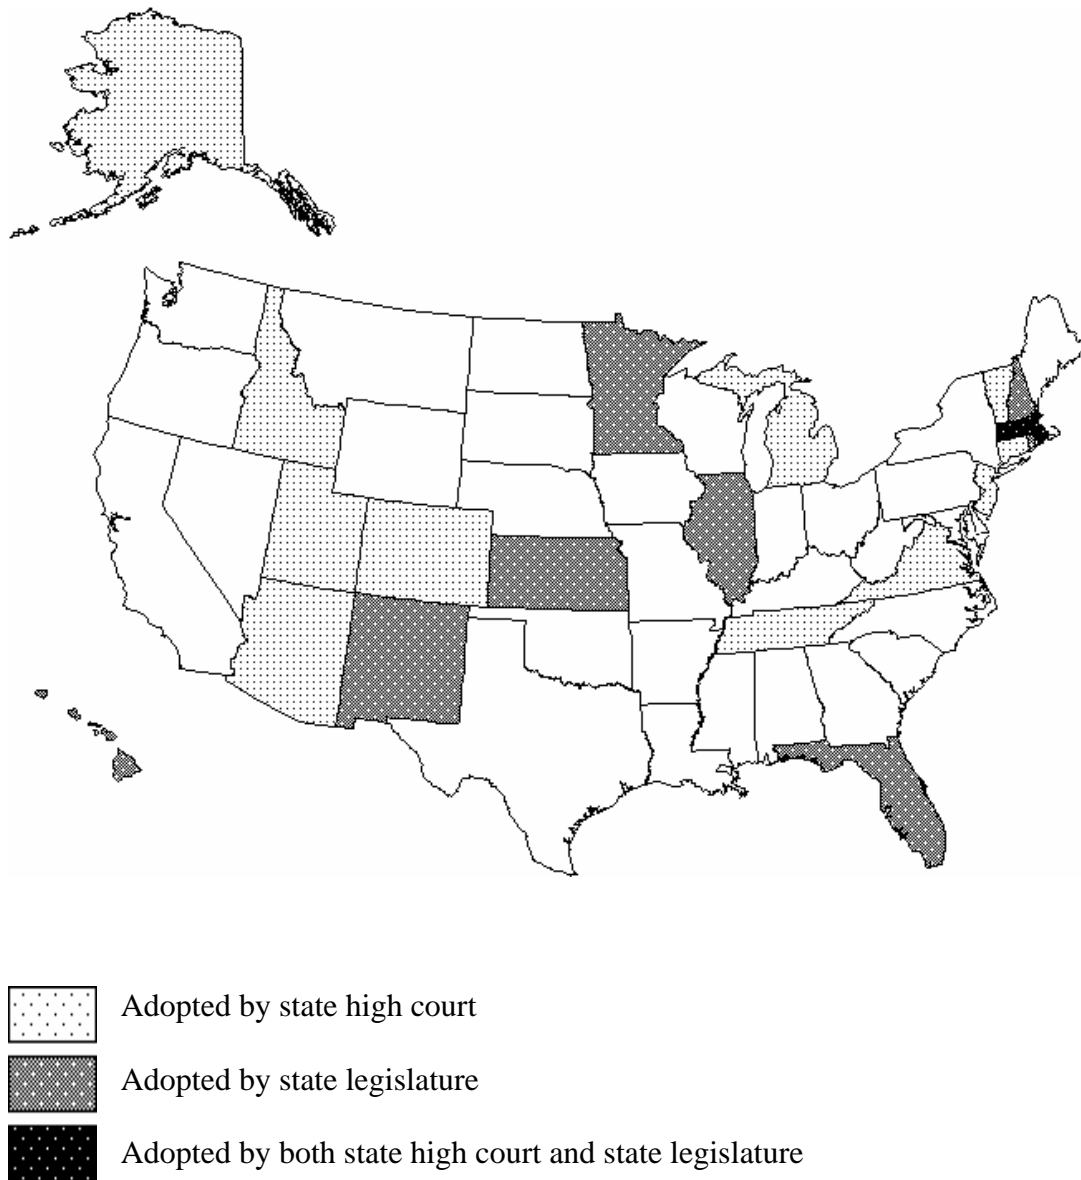 Adopted by state high court
Adopted by state legislature
Adopted by both state high court and state legislature